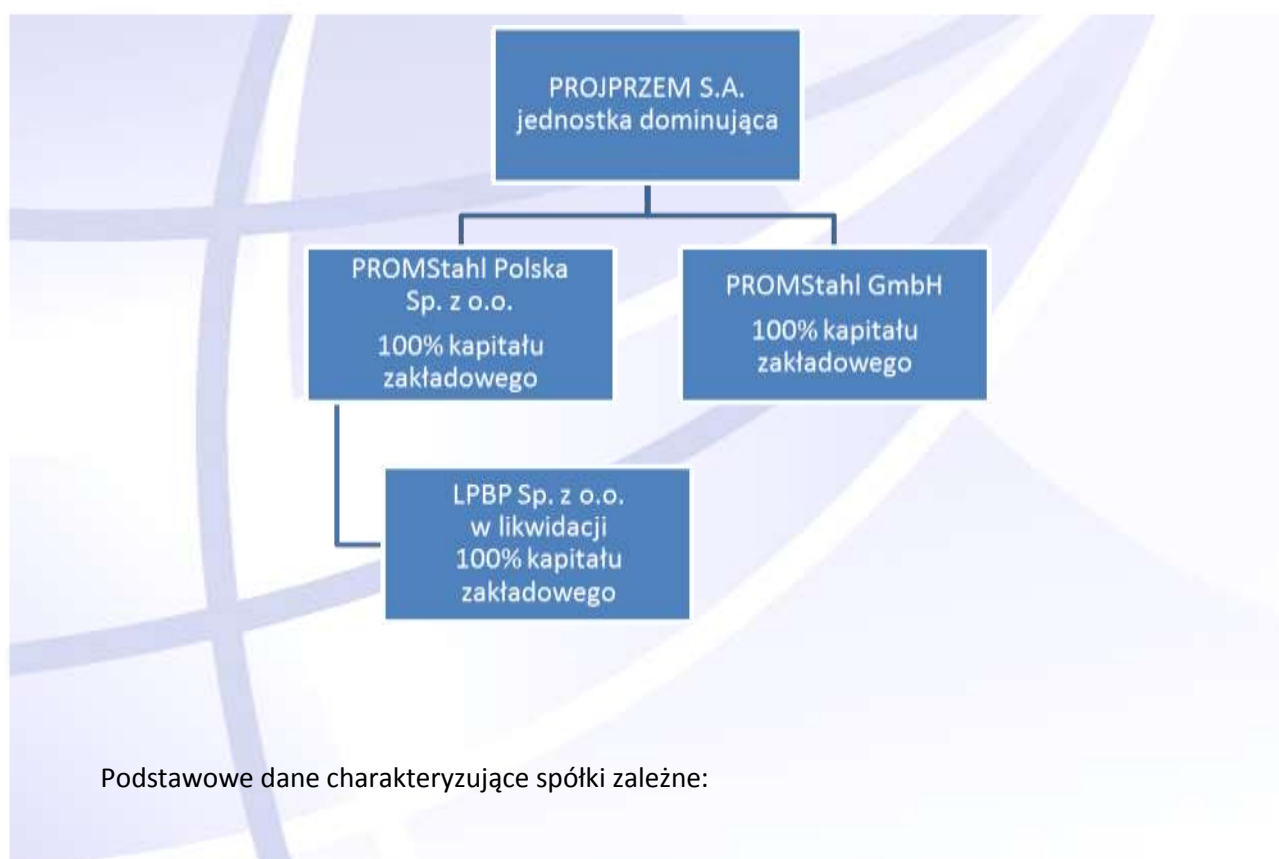 PROJPRZEM S.A.
jednostka dominująca
PROMStahl Polska
Sp. z o.o.
100% kapitału
zakładowego
PROMStahl GmbH
100% kapitału
zakładowego
LPBP Sp. z o.o.
w likwidacji
100% kapitału
zakładowego
Podstawowe dane charakteryzujące spółki zależne: